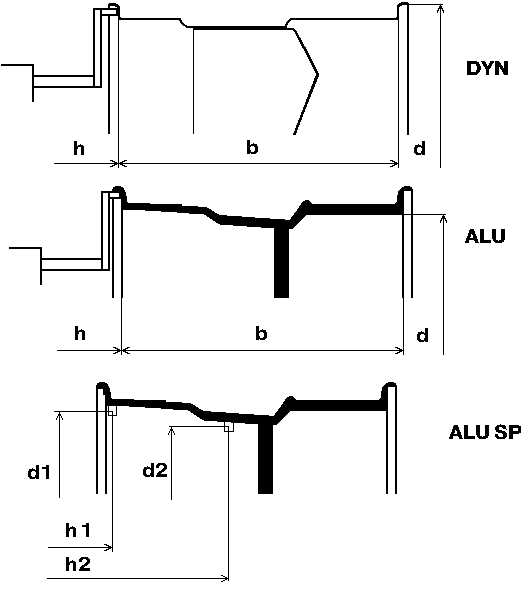 DYN
h b d
ALU
h b d
ALU SP
d1 d2
h1
h2